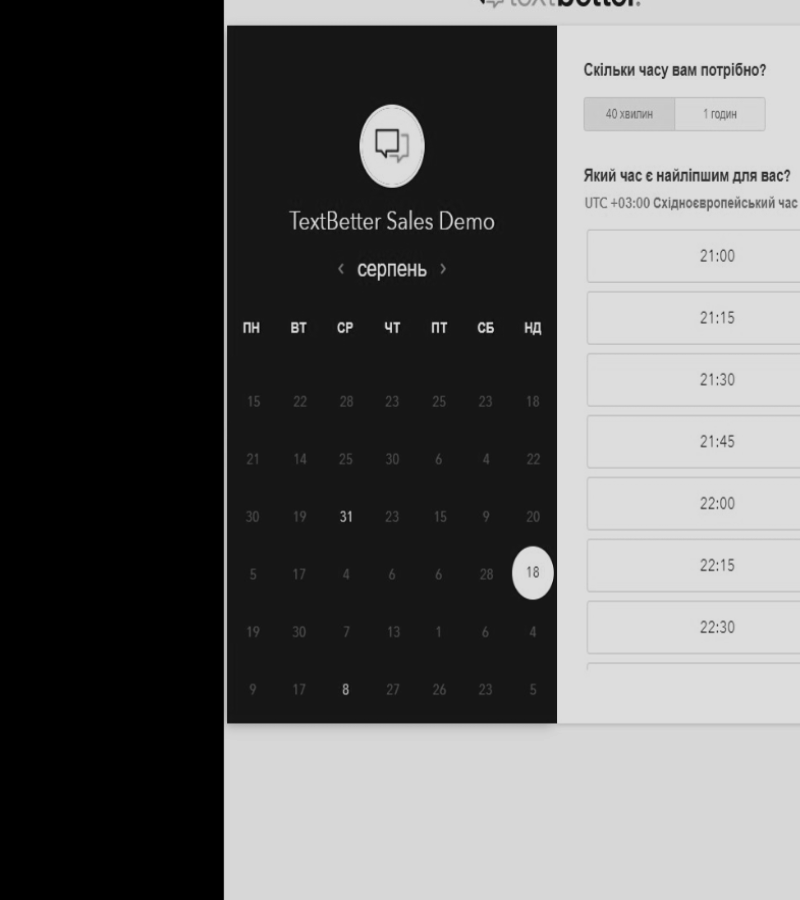 textbetter.
TextBetter Sales Demo
‹ серпень ›
ПН ВТ СР ЧТ ПТ СБ НД
15 22 28 23 25 23 18
21 14 25 30 6 4 22
30 19 31 23 15 9 20
5 17 4 6 6 28 18
19 30 7 13 1 6 4
9 17 8 27 26 23 5
Скільки часу вам потрібно?
40 хвилин 1 годин
Який час є найліпшим для вас?
UTC +03:00 Східноєвропейський час
21:00
21:15
21:30
21:45
22:00
22:15
22:30